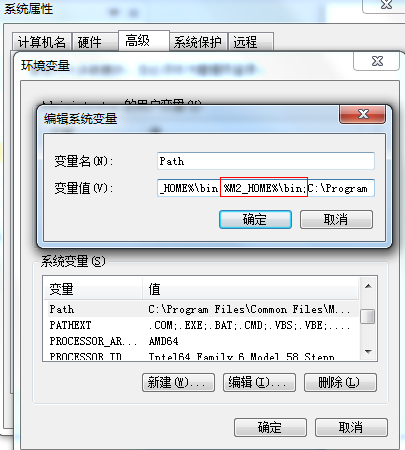 系统属性
计算机名 硬件 高级 系统保护 远程
环境变量
的用户变量(U)
编辑系统变量
变量名(N): Path
变量值(V): _HOME%\bin;%M2_HOME%\bin;C:\Program
确定 取消
系统变量(S)
变量 值
Path C:\Program Files\Common Files\M...
PATHEXT .COM;.EXE;.BAT;.CMD;.VBS;.VBE;....
PROCESSOR_AR... AMD64
PROCESSOR_ID Intel64 Family 6 Model 58 Stepp
新建(W)... 编辑(I)... 删除(L)
确定 取消